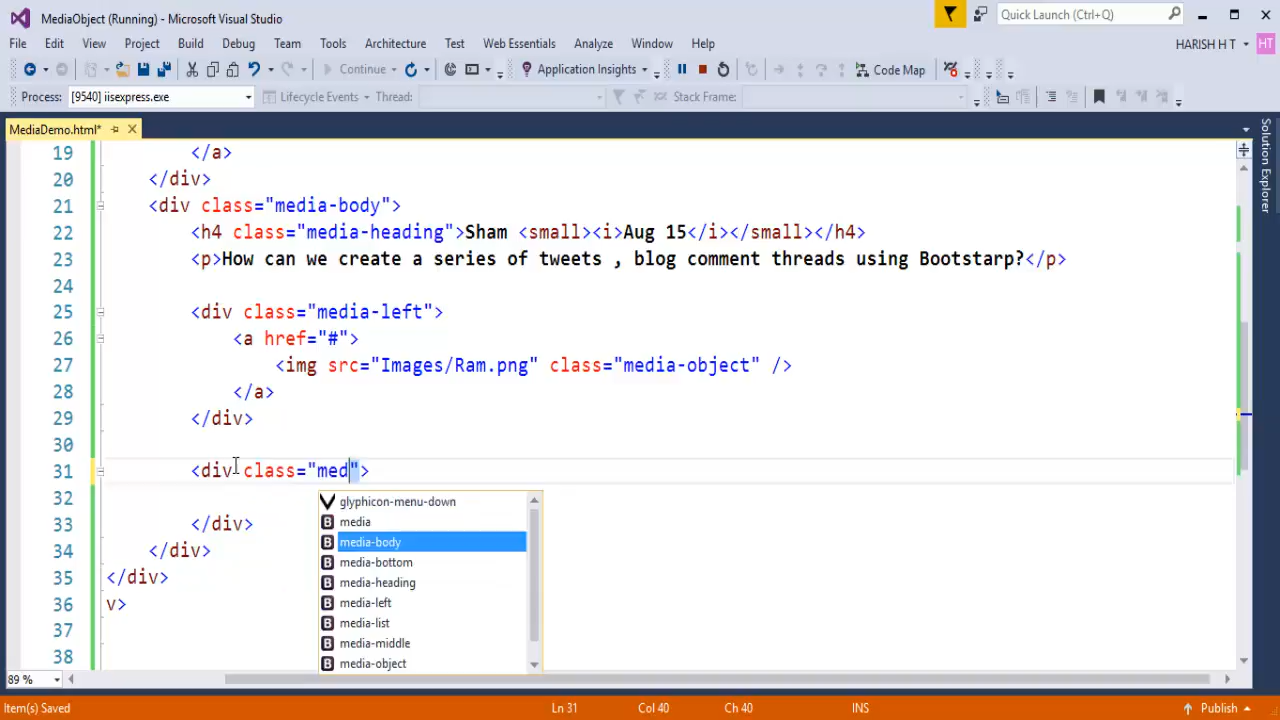 MediaObject (Running) - Microsoft Visual Studio
Quick Launch (Ctrl+Q)
File Edit View Project Build Debug Team Tools Architecture Test Web Essentials Analyze Window Help
HARISH H T HT
Continue Application Insights Code Map
Process: [9540] iisexpress.exe Lifecycle Events Thread: Stack Frame:
MediaDemo.html*
Solution Explorer
19 </a>
20 </div>
21 <div class="media-body">
22 <h4 class="media-heading">Sham <small><i>Aug 15</i></small></h4>
23 <p>How can we create a series of tweets , blog comment threads using Bootstarp?</p>
24
25 <div class="media-left">
26 <a href="#">
27 <img src="Images/Ram.png" class="media-object" />
28 </a>
29 </div>
30
31 <div class="med">
32
glyphicon-menu-down
media
33 </div>
media-body
34 </div>
media-bottom
35 </div>
media-heading
36 v>
media-left
37
media-list
media-middle
38
media-object
89 %
Item(s) Saved Ln 31 Col 40 Ch 40 INS Publish